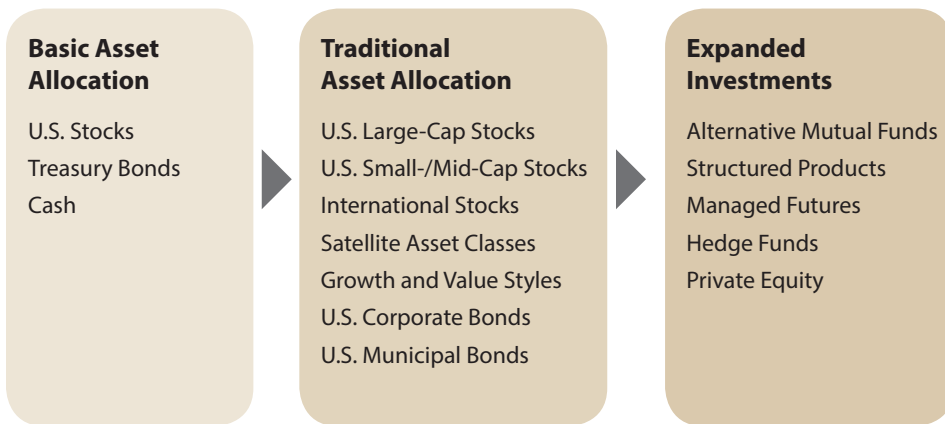 Basic Asset
Allocation
U.S. Stocks
Treasury Bonds
Cash
Traditional
Asset Allocation
U.S. Large-Cap Stocks
U.S. Small-/Mid-Cap Stocks
International Stocks
Satellite Asset Classes
Growth and Value Styles
U.S. Corporate Bonds
U.S. Municipal Bonds
Expanded
Investments
Alternative Mutual Funds
Structured Products
Managed Futures
Hedge Funds
Private Equity